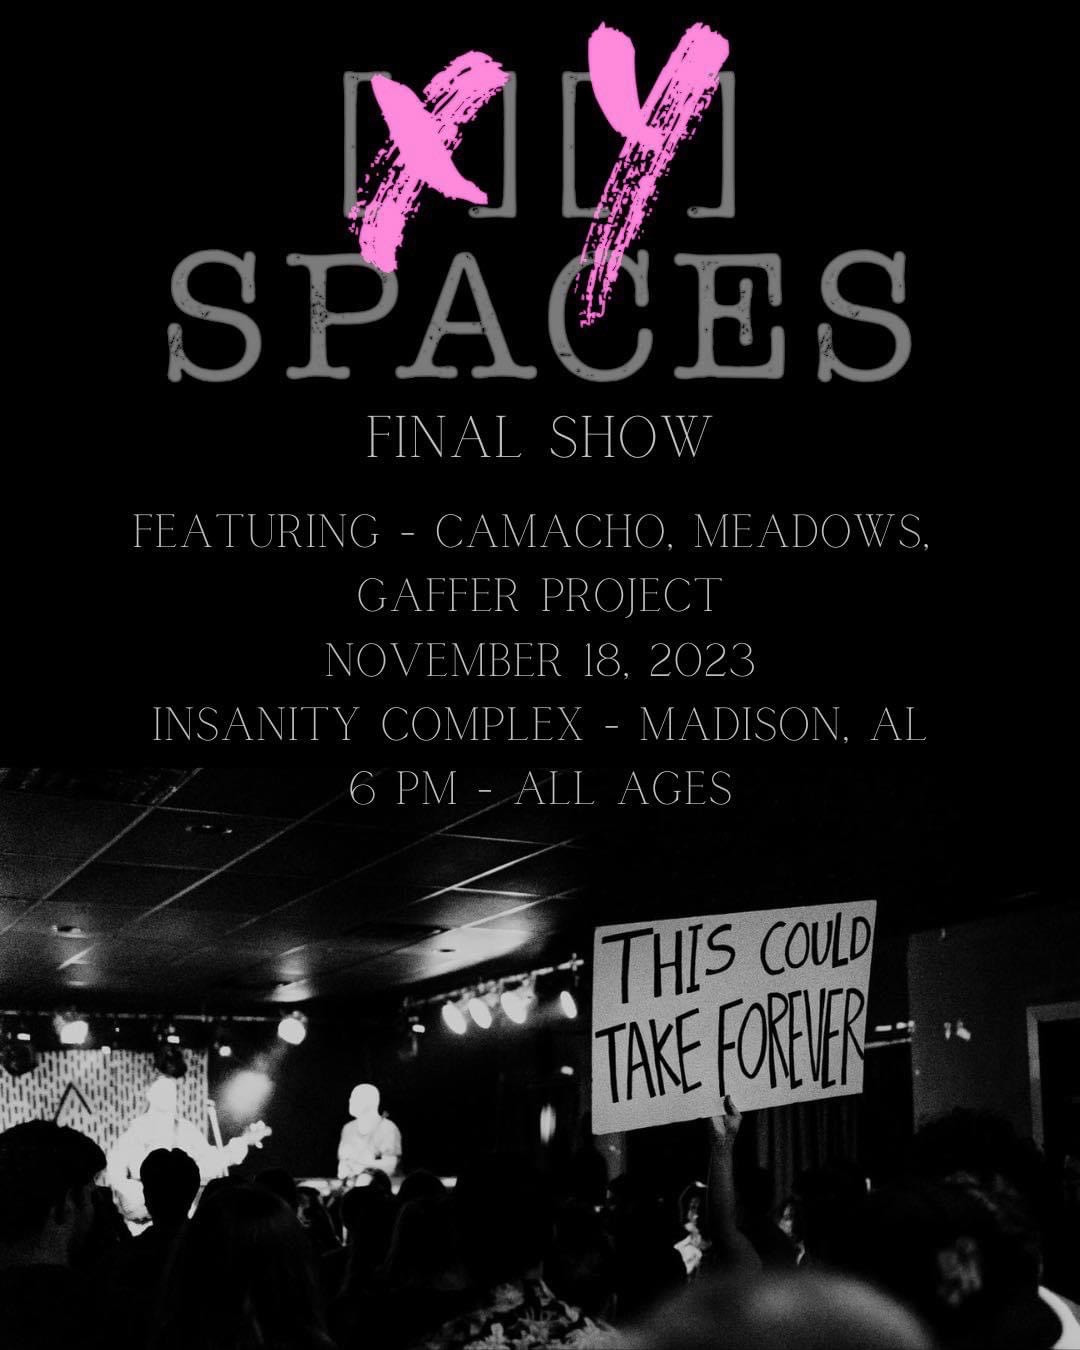 [X] [Y]
SPACES
FINAL SHOW
FEATURING - CAMACHO, MEADOWS,
GAFFER PROJECT
NOVEMBER 18, 2023
INSANITY COMPLEX - MADISON, AL
6 PM - ALL AGES
THIS COULD
TAKE FOREVER